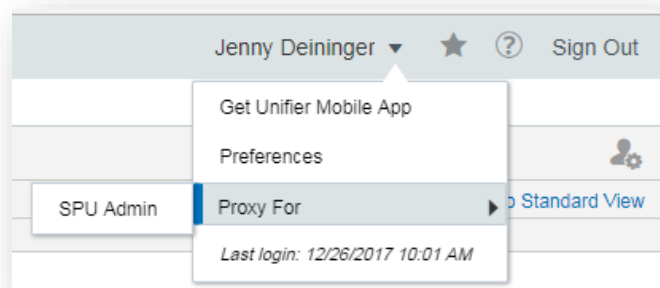 Jenny Deininger
Sign Out
Get Unifier Mobile App
Preferences
SPU Admin
Proxy For
Standard View
Last login: 12/26/2017 10:01 AM